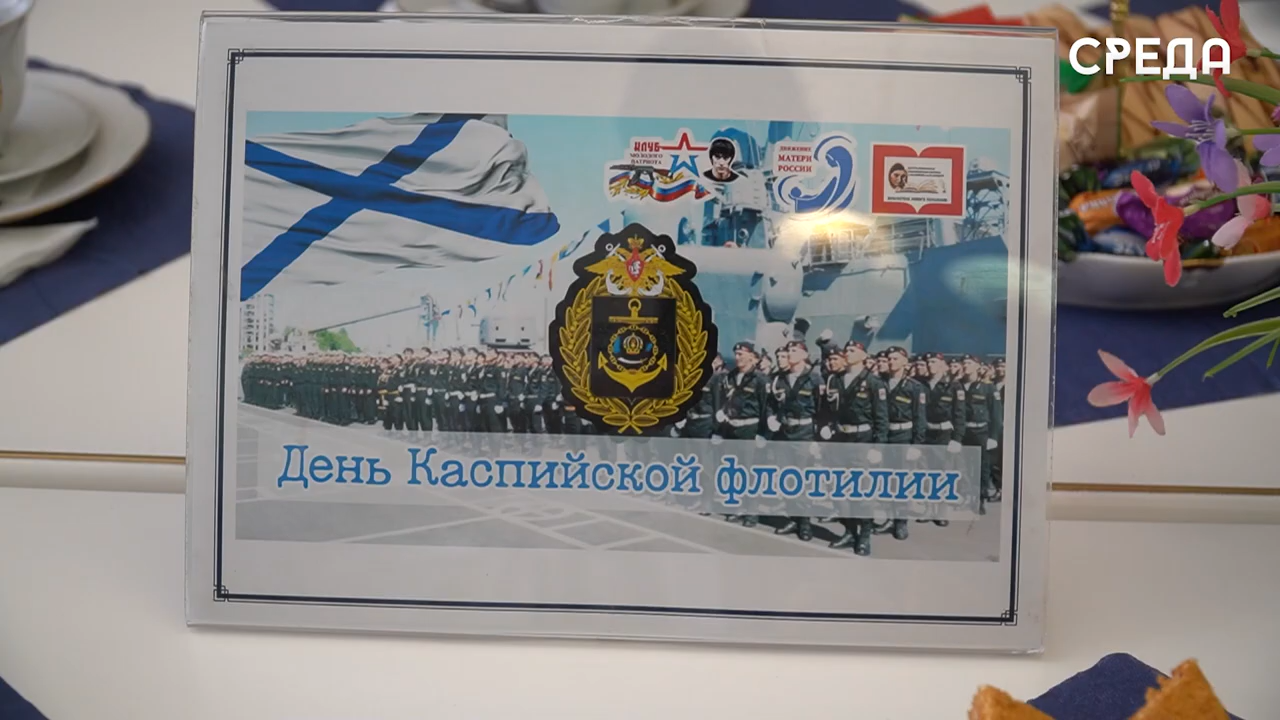 СРЕДА
КЛУБ
МОЛОДОГО
ПАТРИОТА
ДВИЖЕНИЕ
МАТЕРИ
РОССИИ
День Каспийской флотилии